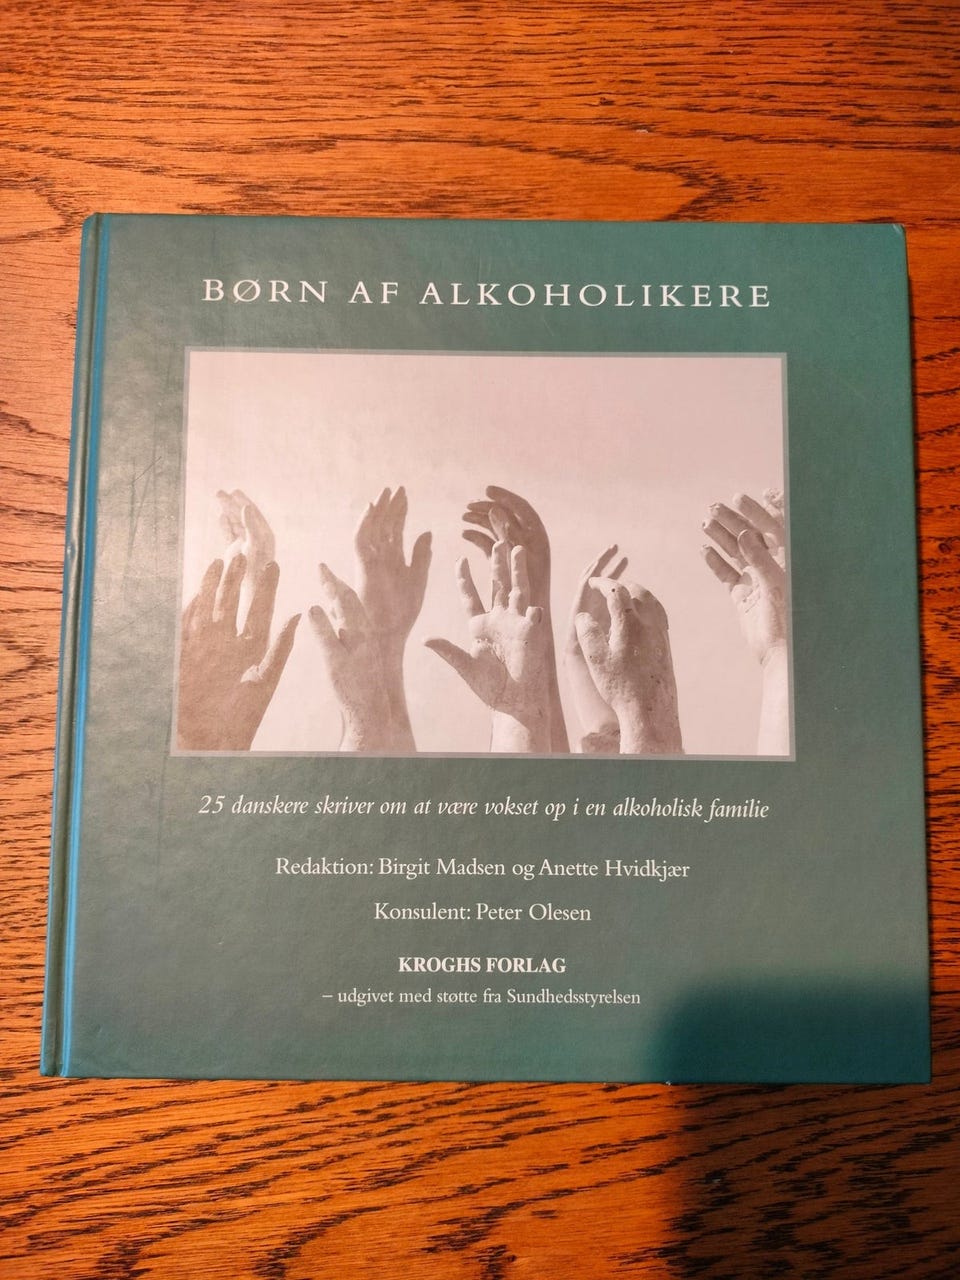 BØRN AF ALKOHOLIKERE
25 danskere skriver om at være vokset op i en alkoholisk familie
Redaktion: Birgit Madsen og Anette Hvidkjær
Konsulent: Peter Olesen
KROGHS FORLAG
– udgivet med støtte fra Sundhedsstyrelsen